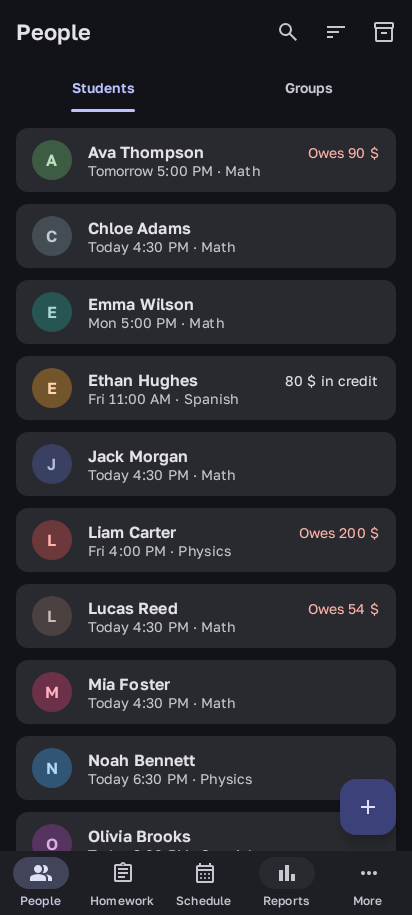 People
Students
Groups
A
Ava Thompson
Owes 90 $
Tomorrow 5:00 PM · Math
C
Chloe Adams
Today 4:30 PM · Math
E
Emma Wilson
Mon 5:00 PM · Math
E
Ethan Hughes
80 $ in credit
Fri 11:00 AM · Spanish
J
Jack Morgan
Today 4:30 PM · Math
L
Liam Carter
Owes 200 $
Fri 4:00 PM · Physics
L
Lucas Reed
Owes 54 $
Today 4:30 PM · Math
M
Mia Foster
Today 4:30 PM · Math
N
Noah Bennett
Today 6:30 PM · Physics
O
Olivia Brooks
People
Homework
Schedule
Reports
More